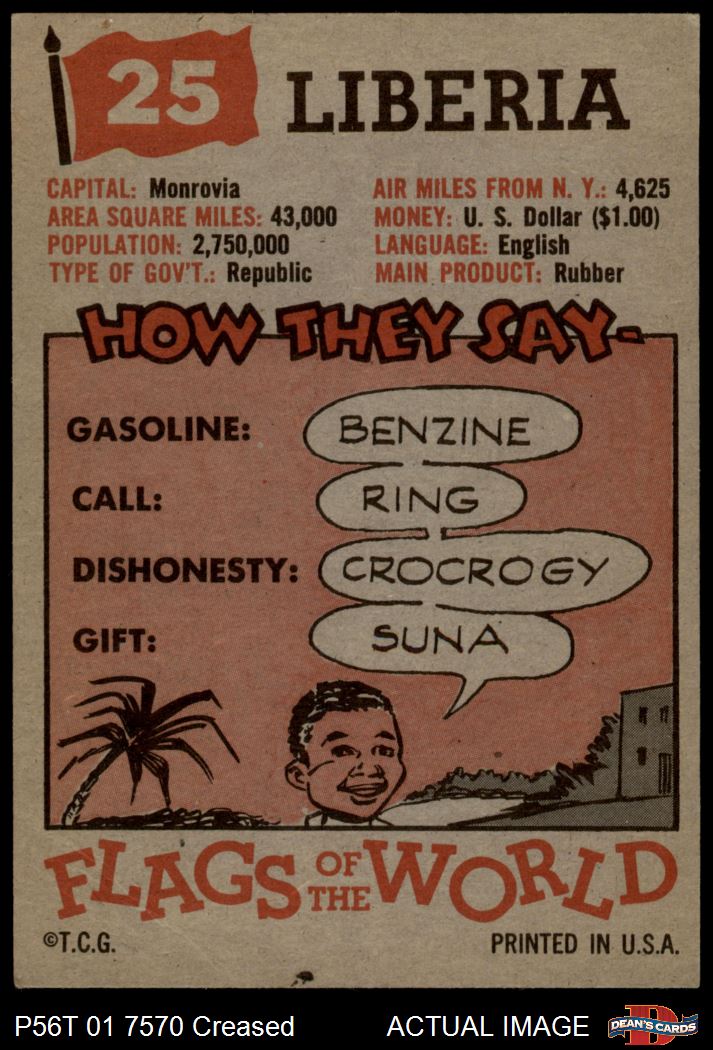 25 LIBERIA
CAPITAL: Monrovia
AREA SQUARE MILES: 43,000
POPULATION: 2,750,000
TYPE OF GOV'T.: Republic
AIR MILES FROM N. Y.: 4,625
MONEY: U. S. Dollar ($1.00)
LANGUAGE: English
MAIN PRODUCT: Rubber
HOW THEY SAY-
GASOLINE: BENZINE
CALL: RING
DISHONESTY: CROCROGY
GIFT: SUNA
FLAGS OF THE WORLD
©T.C.G. PRINTED IN U.S.A.
P56T 01 7570 Creased ACTUAL IMAGE
D
DEAN'S CARDS